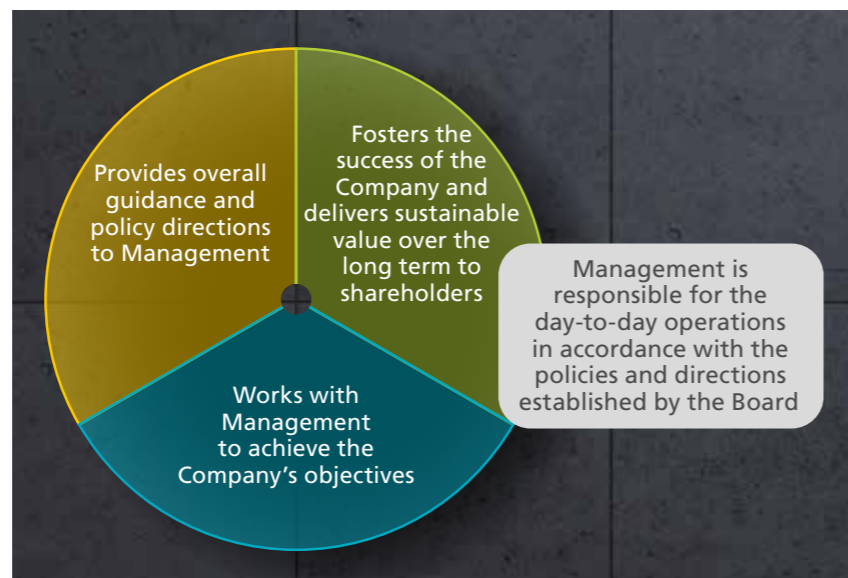 Provides overall
guidance and
policy directions
to Management
Fosters the
success of the
Company and
delivers sustainable
value over the
long term to
shareholders
Management is
responsible for the
day-to-day operations
in accordance with the
policies and directions
established by the Board
Works with
Management
to achieve the
Company’s objectives